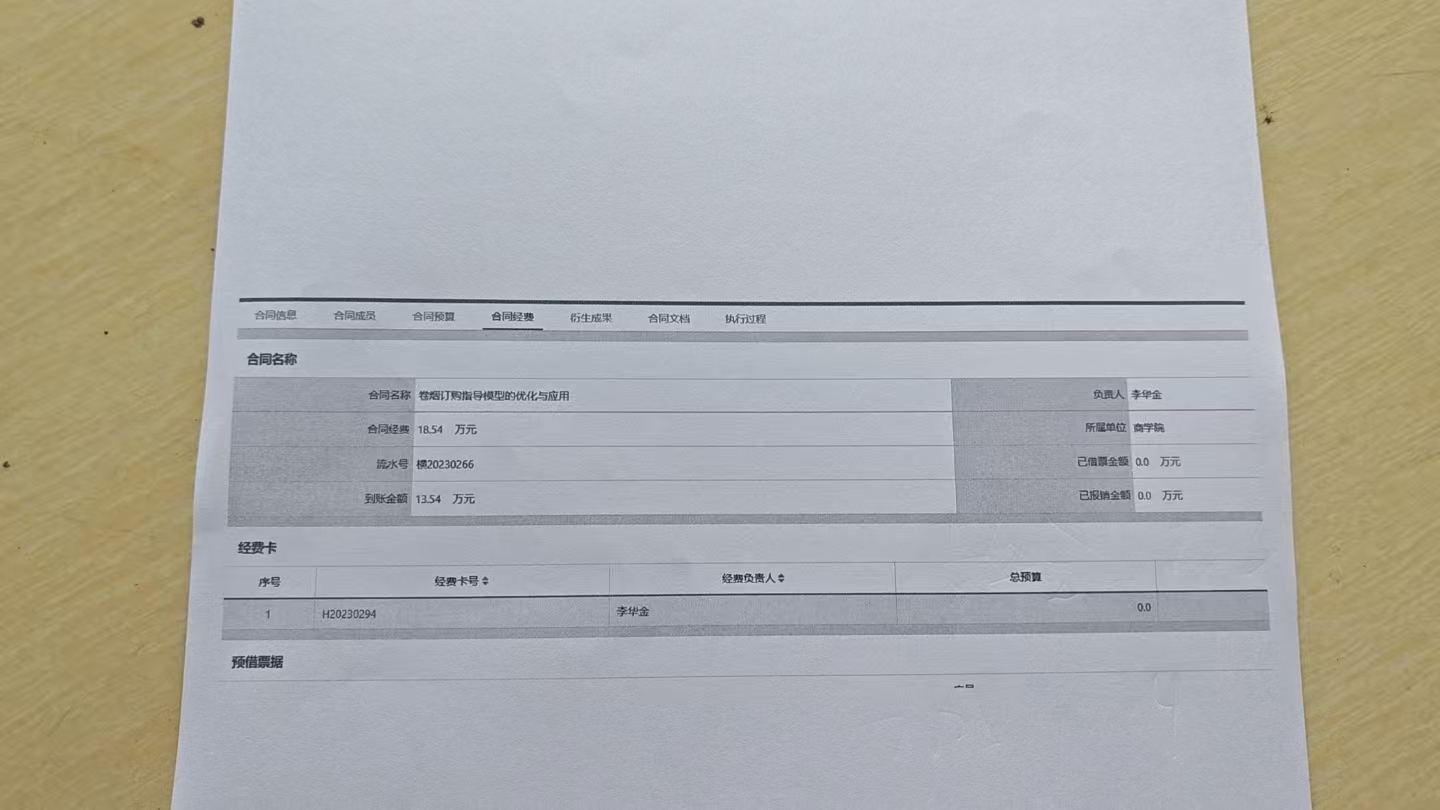 合同信息 合同成员 合同预算 合同经费 衍生成果 合同文档 执行过程
合同名称
合同名称 卷烟订购指导模型的优化与应用 负责人 李华金
合同经费 18.54 万元 所属单位 商学院
流水号 横20230266 已借票金额 0.0 万元
到账金额 13.54 万元 已报销金额 0.0 万元
经费卡
序号 经费卡号 经费负责人 总预算
1 H20230294 李华金 0.0
预借票据